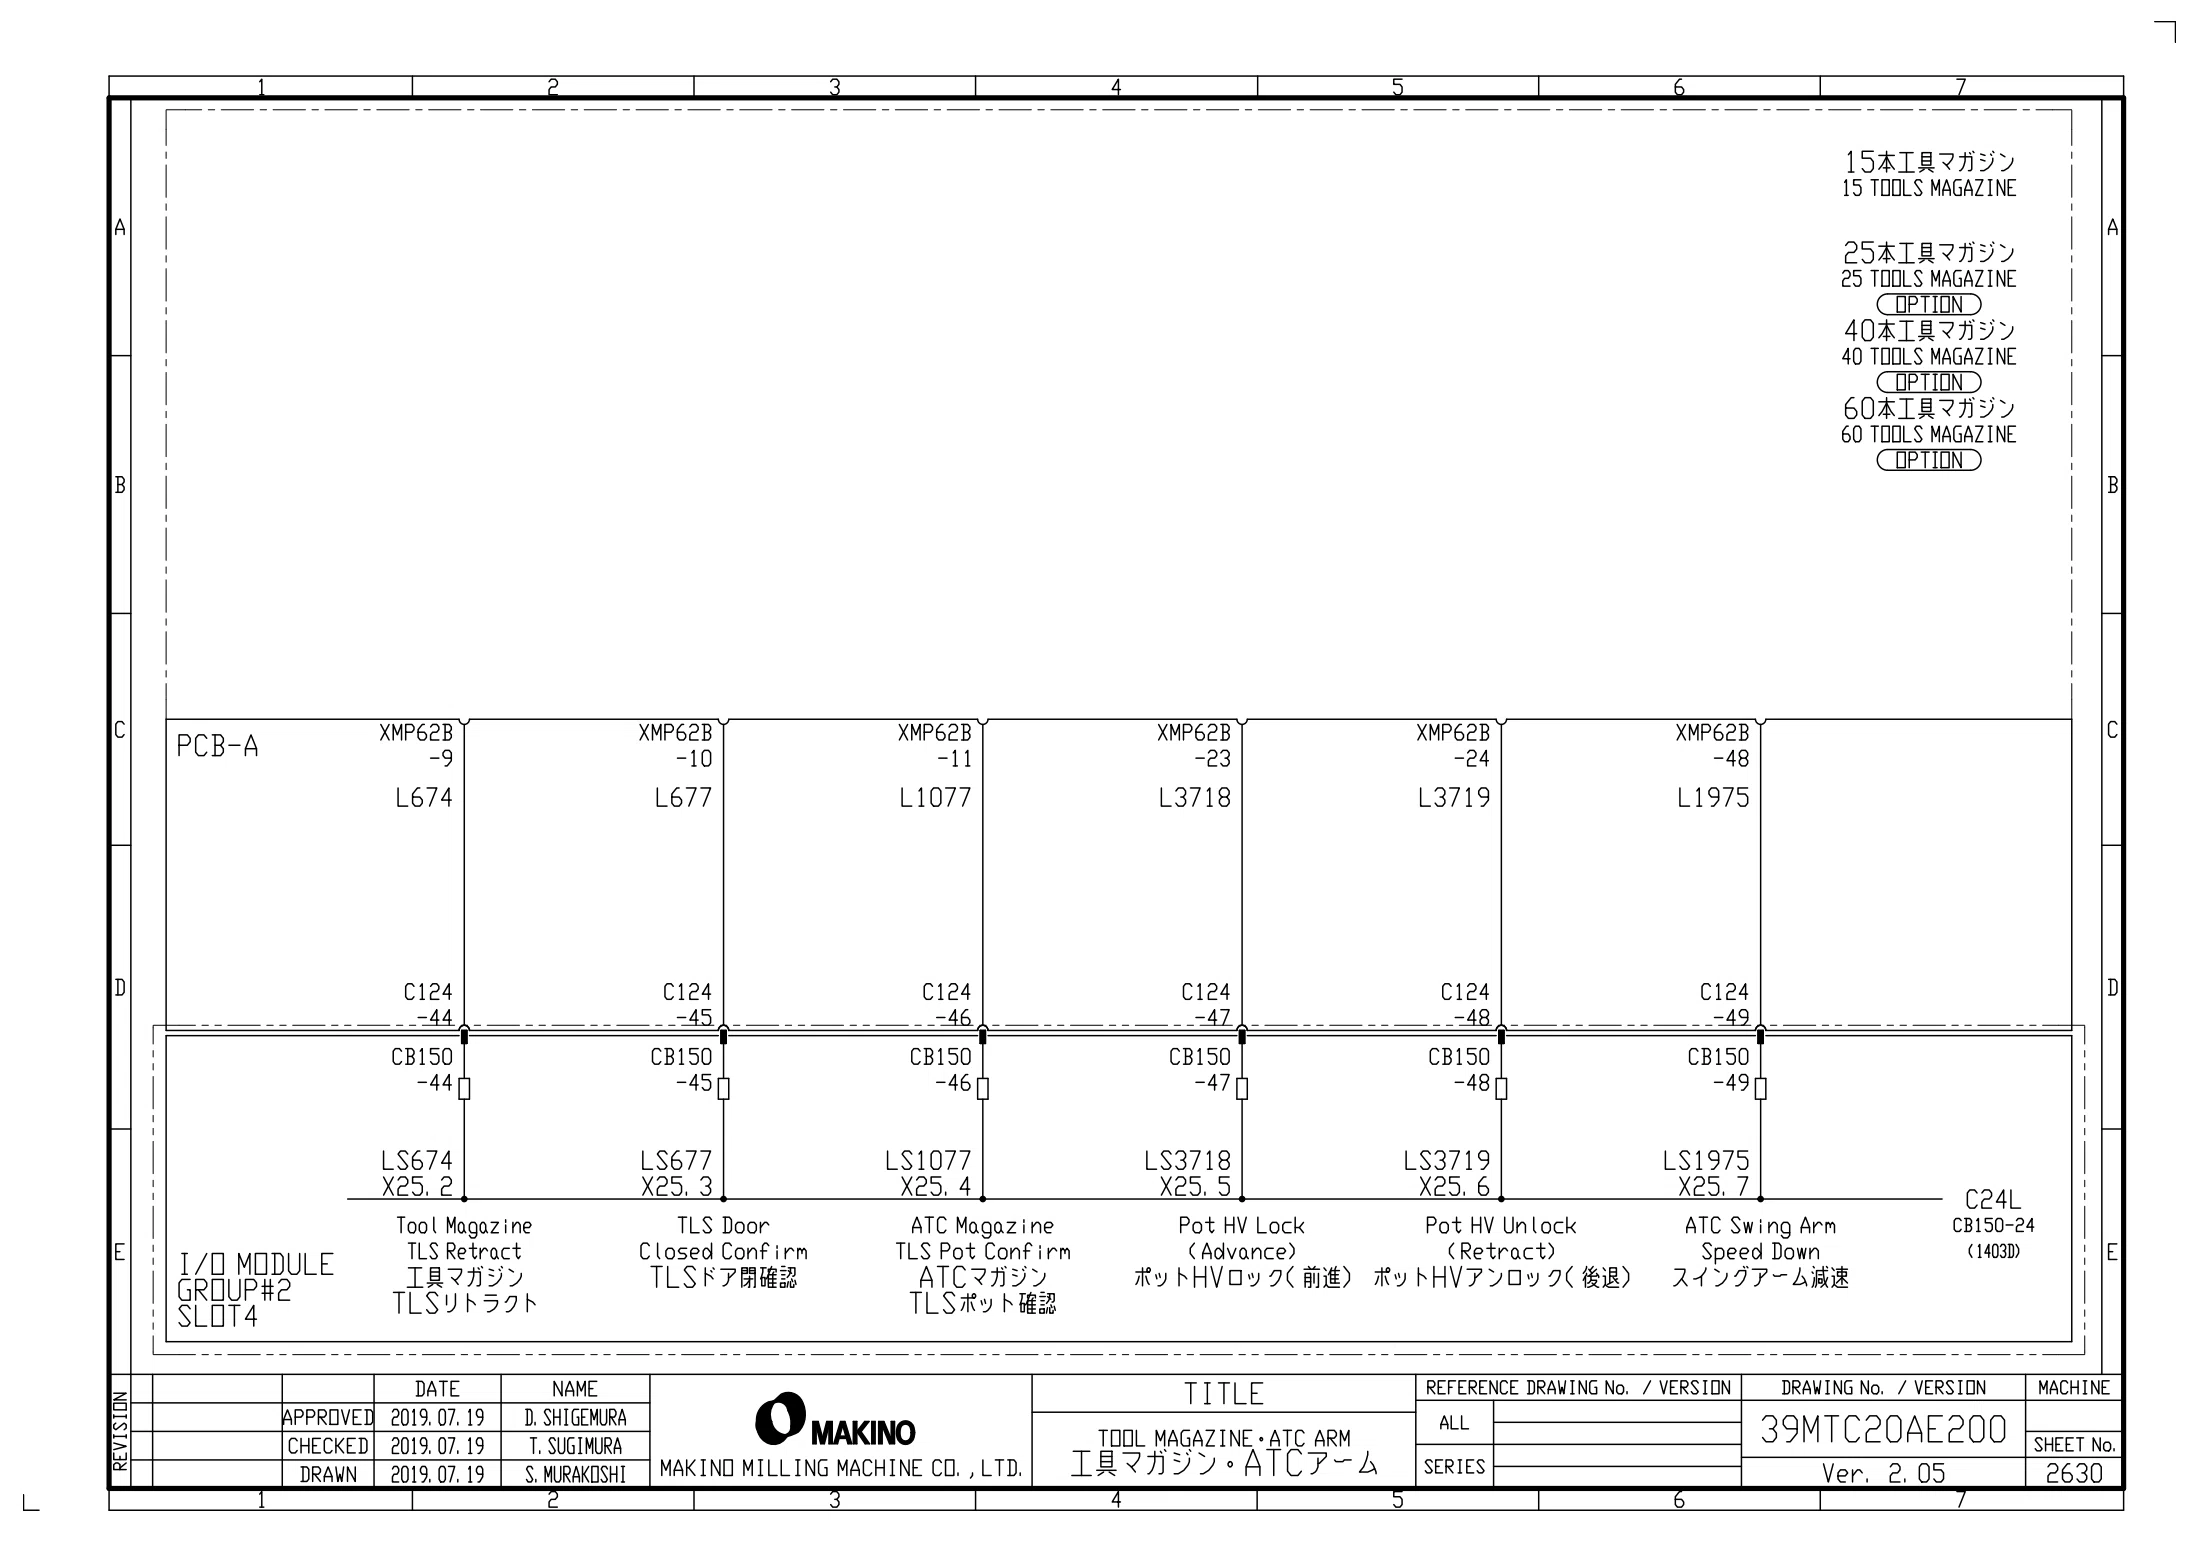 1 2 3 4 5 6 7
A
B
C
D
E
A
B
C
D
E
15本工具マガジン
15 TOOLS MAGAZINE
25本工具マガジン
25 TOOLS MAGAZINE
OPTION
40本工具マガジン
40 TOOLS MAGAZINE
OPTION
60本工具マガジン
60 TOOLS MAGAZINE
OPTION
PCB-A
XMP62B XMP62B XMP62B XMP62B XMP62B XMP62B
-9 -10 -11 -23 -24 -48
L674 L677 L1077 L3718 L3719 L1975
C124 C124 C124 C124 C124 C124
-44 -45 -46 -47 -48 -49
CB150 CB150 CB150 CB150 CB150 CB150
-44 -45 -46 -47 -48 -49
LS674 LS677 LS1077 LS3718 LS3719 LS1975
X25.2 X25.3 X25.4 X25.5 X25.6 X25.7
Tool Magazine
TLS Retract
工具マガジン
TLSリトラクト
TLS Door
Closed Confirm
TLSドア閉確認
ATC Magazine
TLS Pot Confirm
ATCマガジン
TLSポット確認
Pot HV Lock
(Advance)
ポットHVロック(前進)
Pot HV Unlock
(Retract)
ポットHVアンロック(後退)
ATC Swing Arm
Speed Down
スイングアーム減速
C24L
CB150-24
(1403D)
I/O MODULE
GROUP#2
SLOT4
REVISION
DATE NAME
APPROVED 2019.07.19 D.SHIGEMURA
CHECKED 2019.07.19 T.SUGIMURA
DRAWN 2019.07.19 S.MURAKOSHI
MAKINO
MAKINO MILLING MACHINE CO.,LTD.
TITLE
TOOL MAGAZINE・ATC ARM
工具マガジン・ATCアーム
REFERENCE DRAWING No. / VERSION
ALL
SERIES
DRAWING No. / VERSION
39MTC20AE200
Ver. 2.05
MACHINE
SHEET No.
2630
1 2 3 4 5 6 7